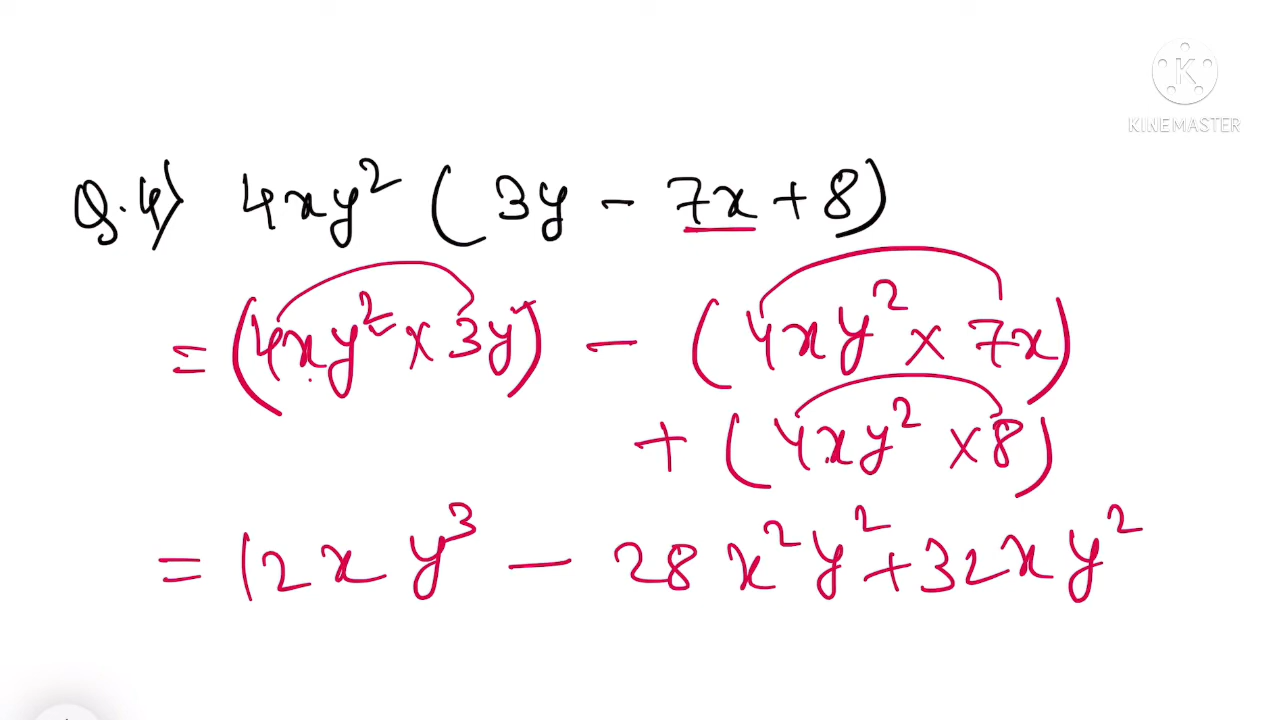 KINEMASTER
Q.4) 4xy² ( 3y - 7x + 8)
= (4xy² × 3y) - (4xy² × 7x)
+ (4xy² × 8)
= 12xy³ - 28x²y² + 32xy²